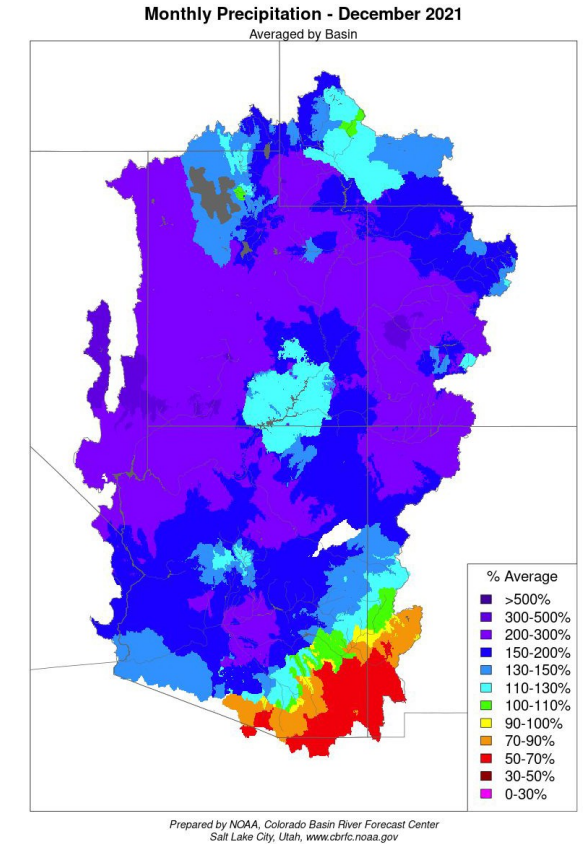 Monthly Precipitation - December 2021
Averaged by Basin
% Average
>500%
300-500%
200-300%
150-200%
130-150%
110-130%
100-110%
90-100%
70-90%
50-70%
30-50%
0-30%
Prepared by NOAA, Colorado Basin River Forecast Center
Salt Lake City, Utah, www.cbrfc.noaa.gov